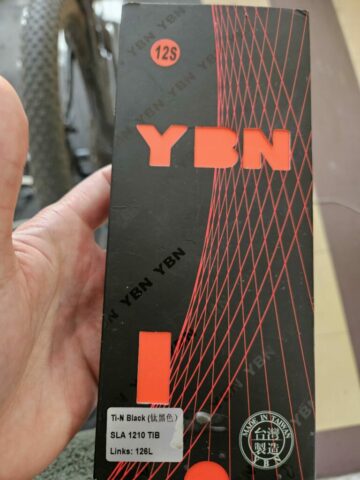 12S
YBN
YBN YBN YBN
YBN YBN
Ti-N Black (钛黑色)
SLA 1210 TIB
Links: 126L
MADE IN TAIWAN
台灣
製造
YBN